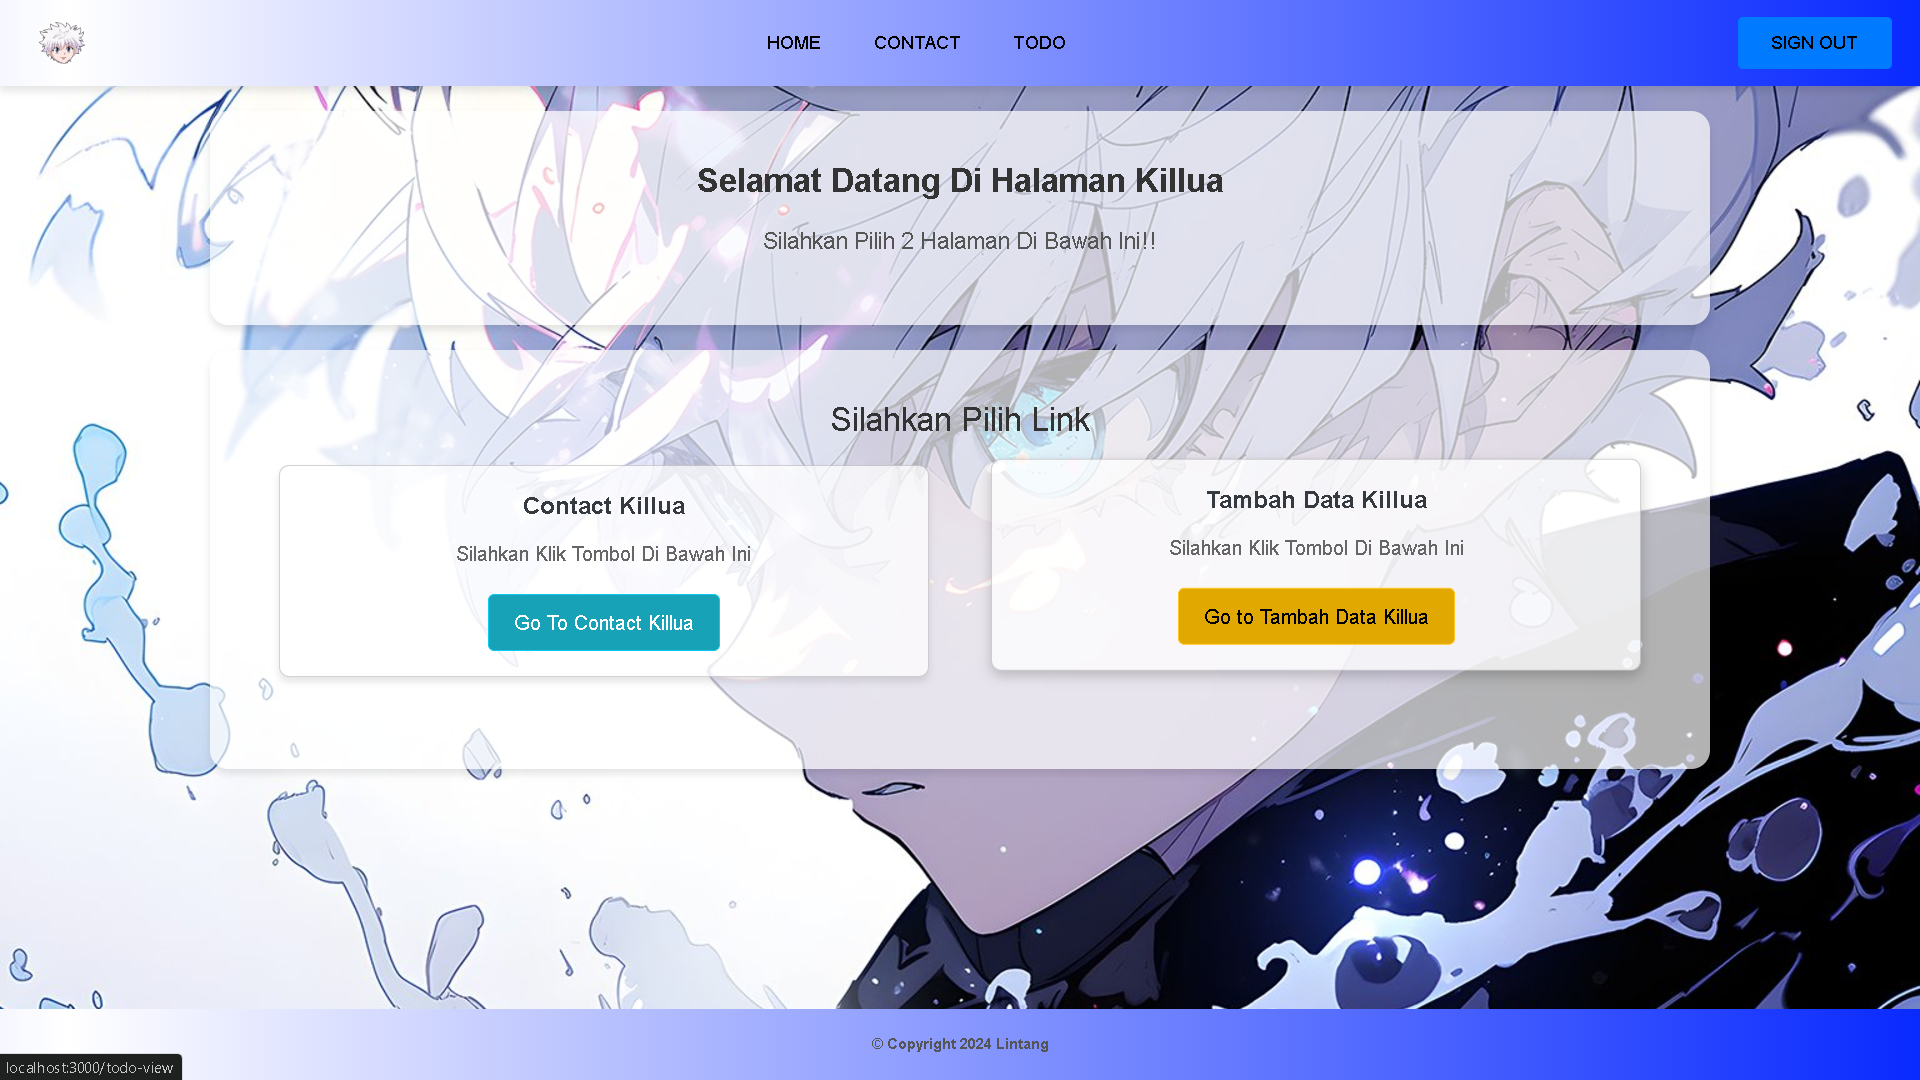 HOME
CONTACT
TODO
SIGN OUT
Selamat Datang Di Halaman Killua
Silahkan Pilih 2 Halaman Di Bawah Ini!!
Silahkan Pilih Link
Contact Killua
Silahkan Klik Tombol Di Bawah Ini
Go To Contact Killua
Tambah Data Killua
Silahkan Klik Tombol Di Bawah Ini
Go to Tambah Data Killua
© Copyright 2024 Lintang
localhost:3000/todo-view